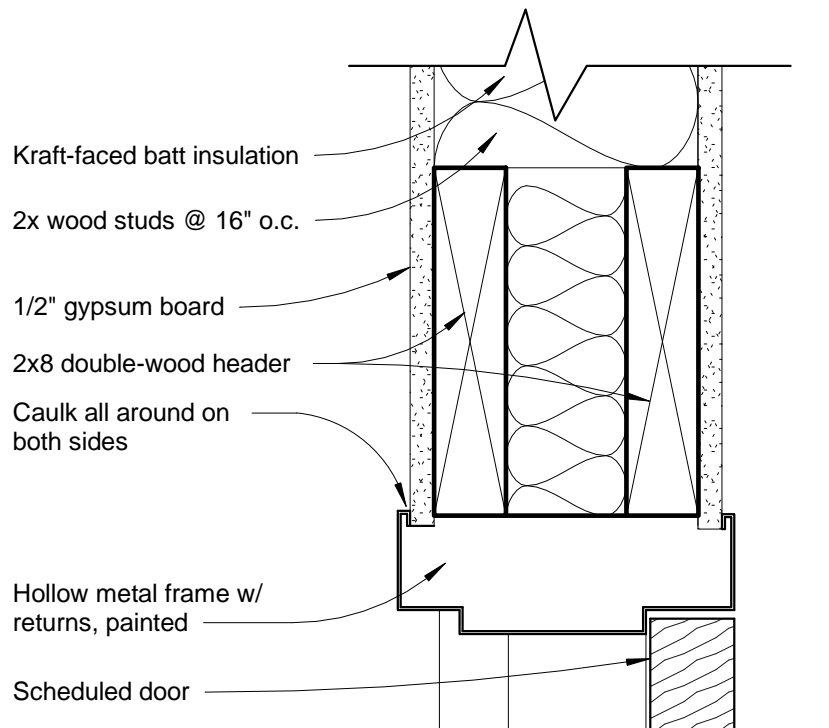 Kraft-faced batt insulation
2x wood studs @ 16" o.c.
1/2" gypsum board
2x8 double-wood header
Caulk all around on
both sides
Hollow metal frame w/
returns, painted
Scheduled door